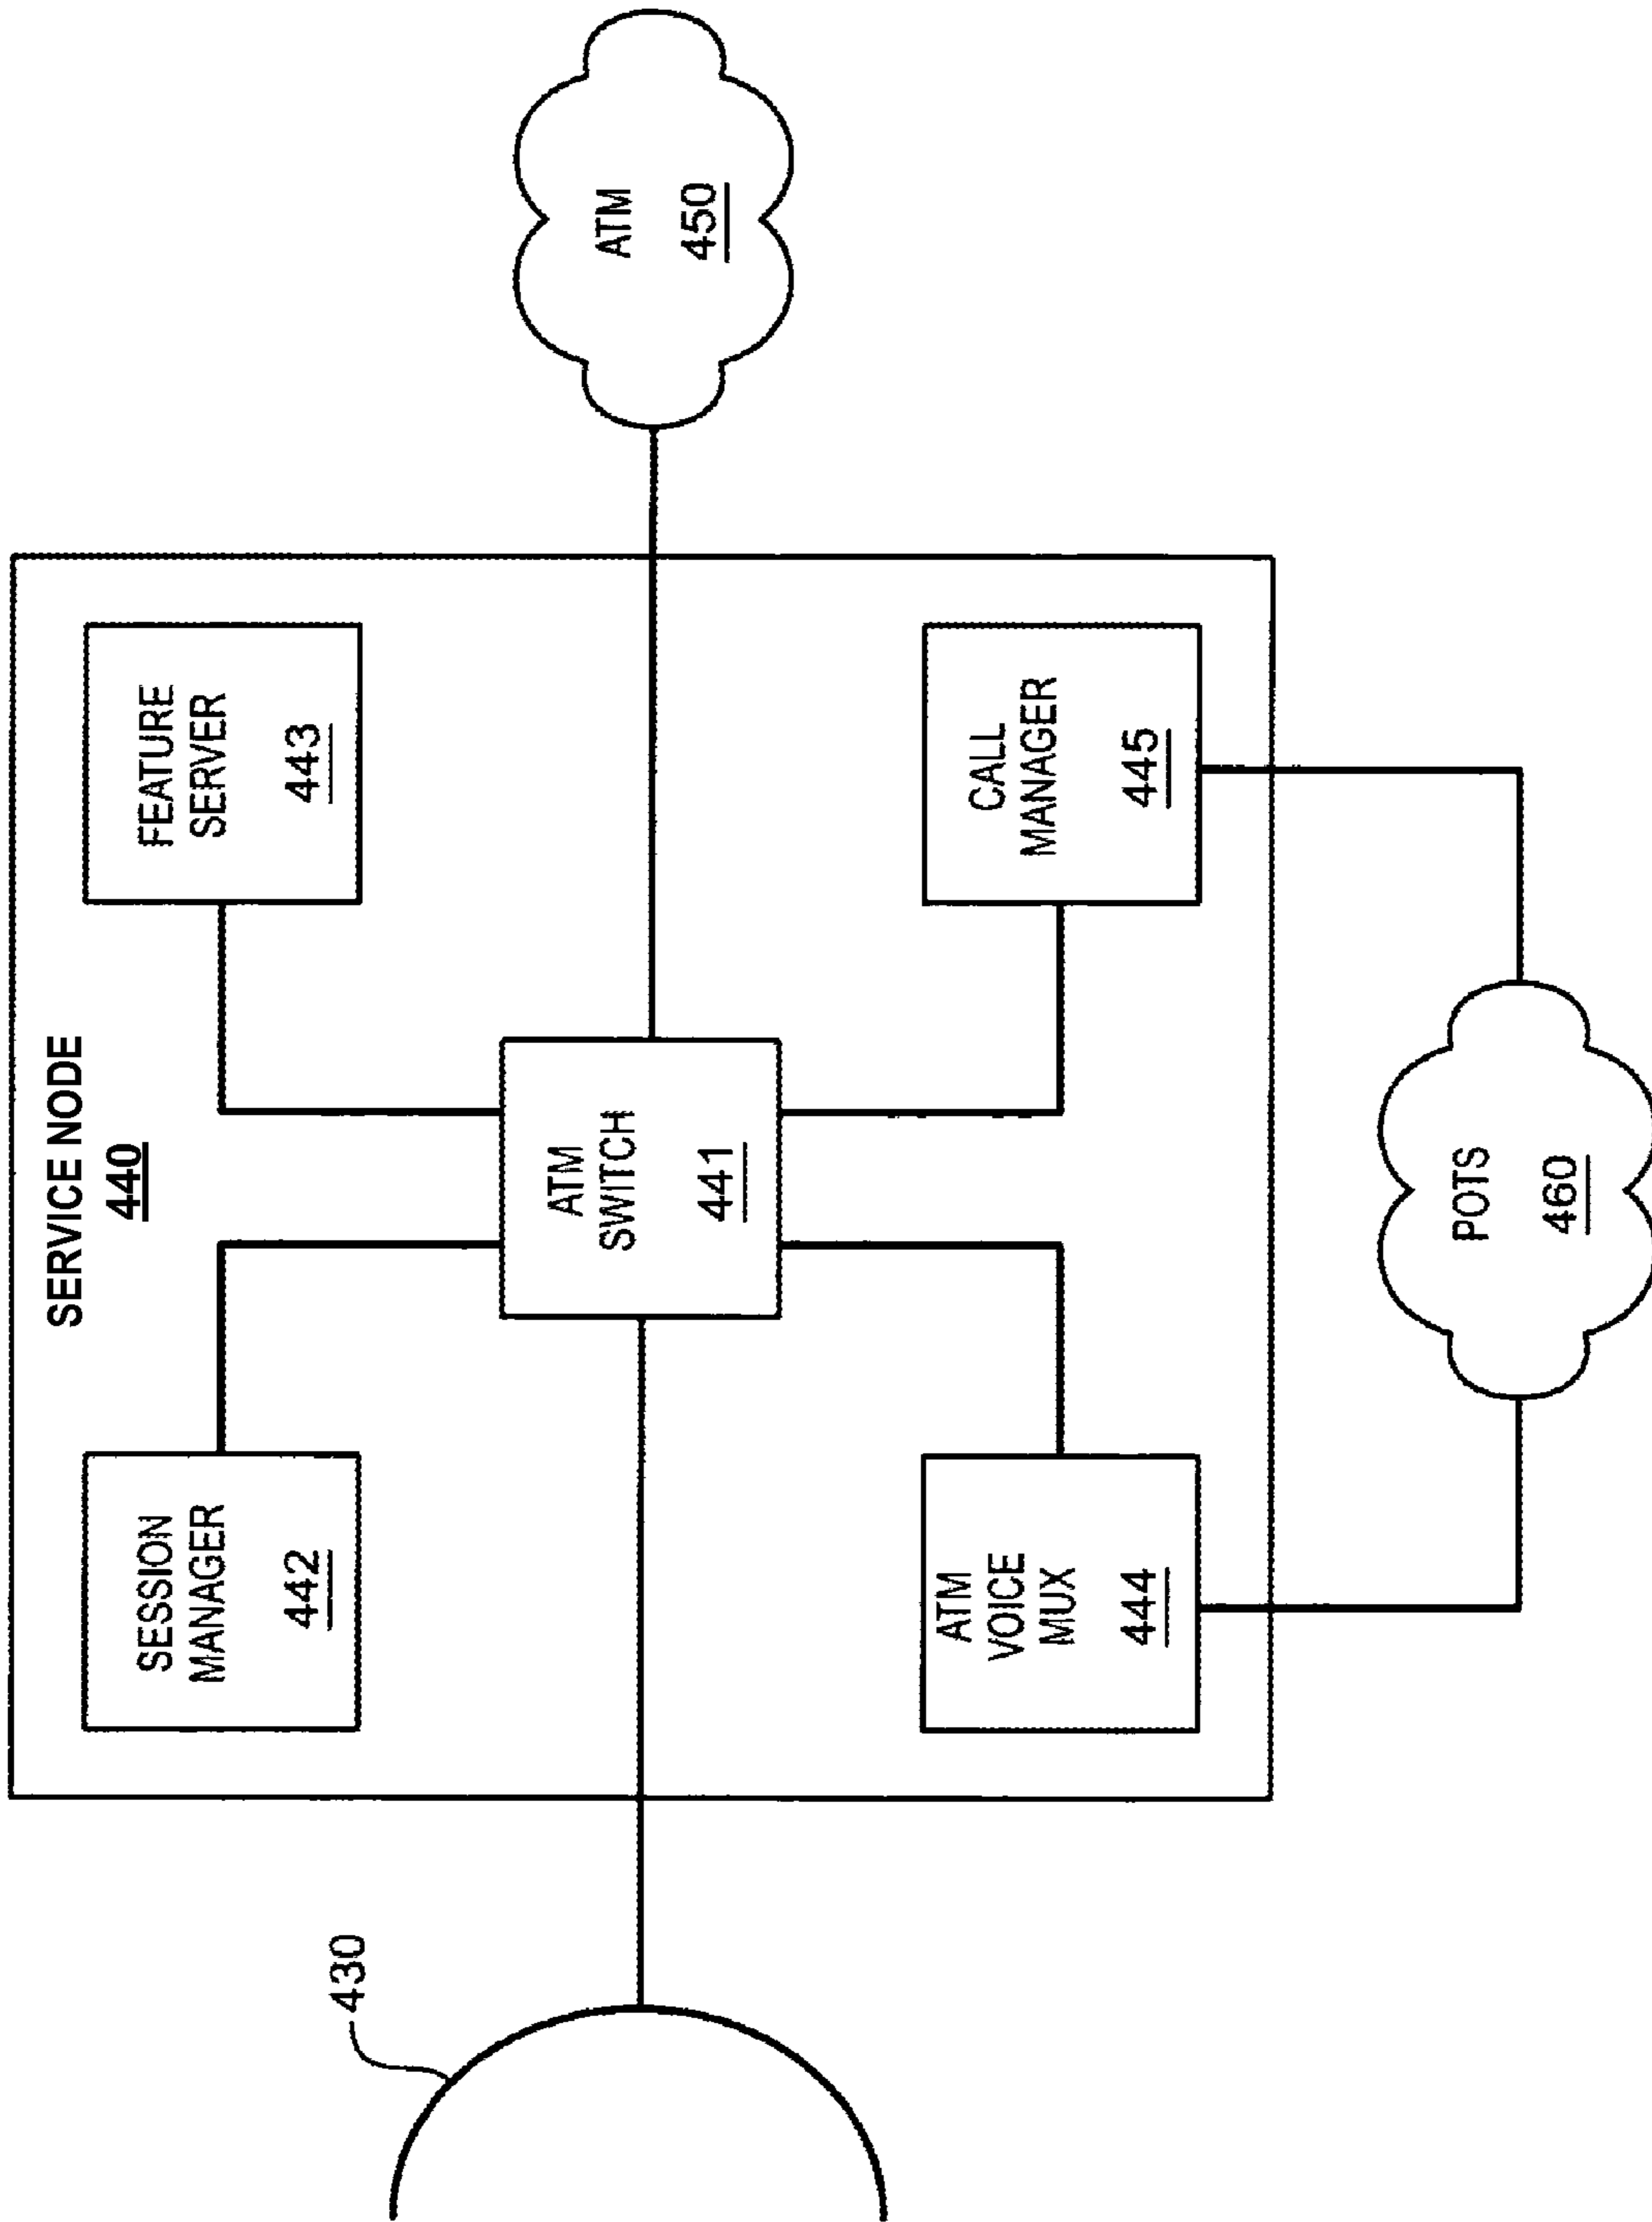 SERVICE NODE
440
SESSION
MANAGER
442
FEATURE
SERVER
443
430
ATM
SWITCH
441
ATM
450
ATM
VOICE
MUX
444
CALL
MANAGER
445
POTS
460